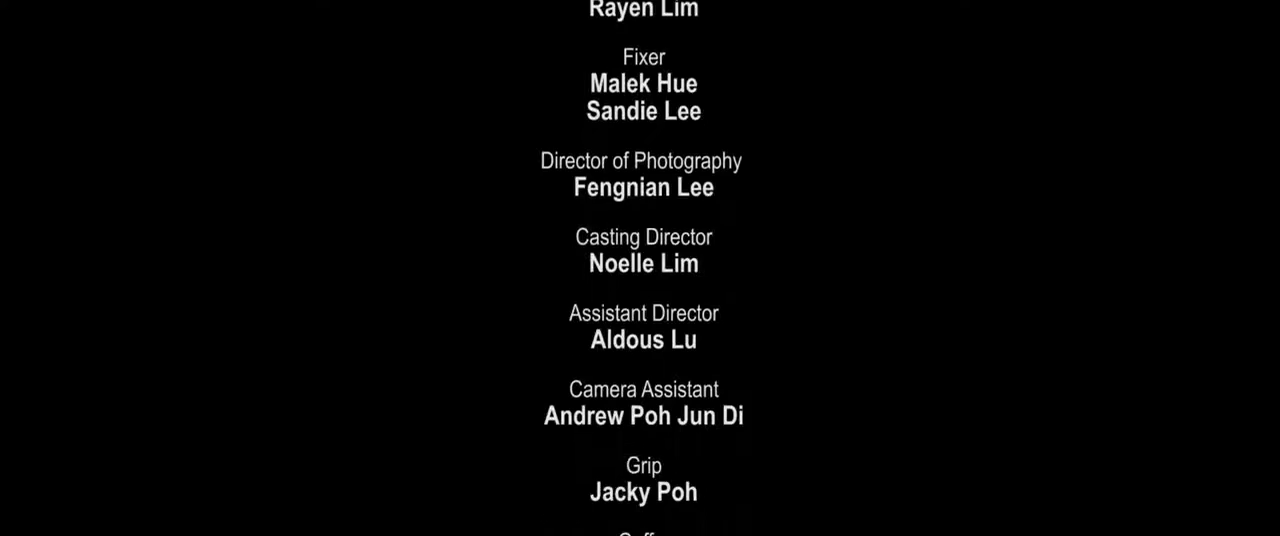 Rayen Lim
Fixer
Malek Hue
Sandie Lee
Director of Photography
Fengnian Lee
Casting Director
Noelle Lim
Assistant Director
Aldous Lu
Camera Assistant
Andrew Poh Jun Di
Grip
Jacky Poh